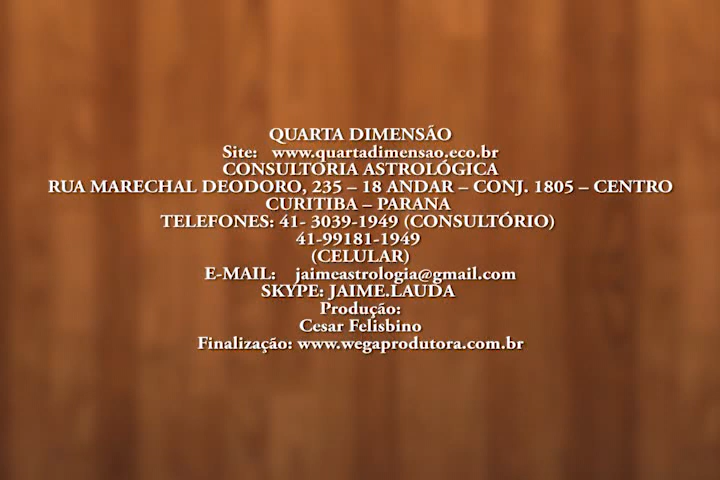 QUARTA DIMENSÃO
Site: www.quartadimensao.eco.br
CONSULTORIA ASTROLÓGICA
RUA MARECHAL DEODORO, 235 – 18 ANDAR – CONJ. 1805 – CENTRO
CURITIBA – PARANA
TELEFONES: 41- 3039-1949 (CONSULTÓRIO)
41-99181-1949
(CELULAR)
E-MAIL: jaimeastrologia@gmail.com
SKYPE: JAIME.LAUDA
Produção:
Cesar Felisbino
Finalização: www.wegaprodutora.com.br